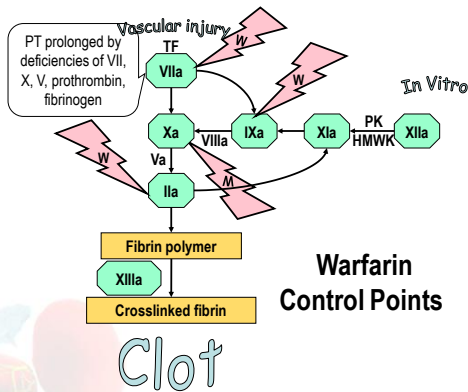 Vascular injury
TF
PT prolonged by
deficiencies of VII,
X, V, prothrombin,
fibrinogen
VIIa
W
W
In Vitro
Xa
VIIIa
IXa
XIa
PK
HMWK
XIIa
Va
W
W
IIa
Fibrin polymer
XIIIa
Crosslinked fibrin
Warfarin
Control Points
Clot